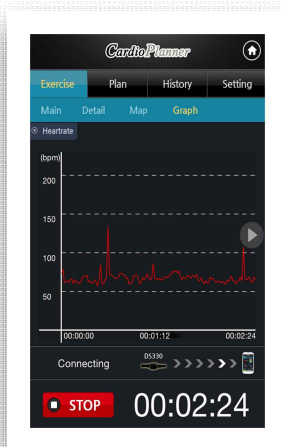 CardioPlanner
Exercise Plan History Setting
Main Detail Map Graph
Heartrate
(bpm)
200
150
100
50
00:00:00 00:01:12 00:02:24
Connecting DS330
STOP 00:02:24